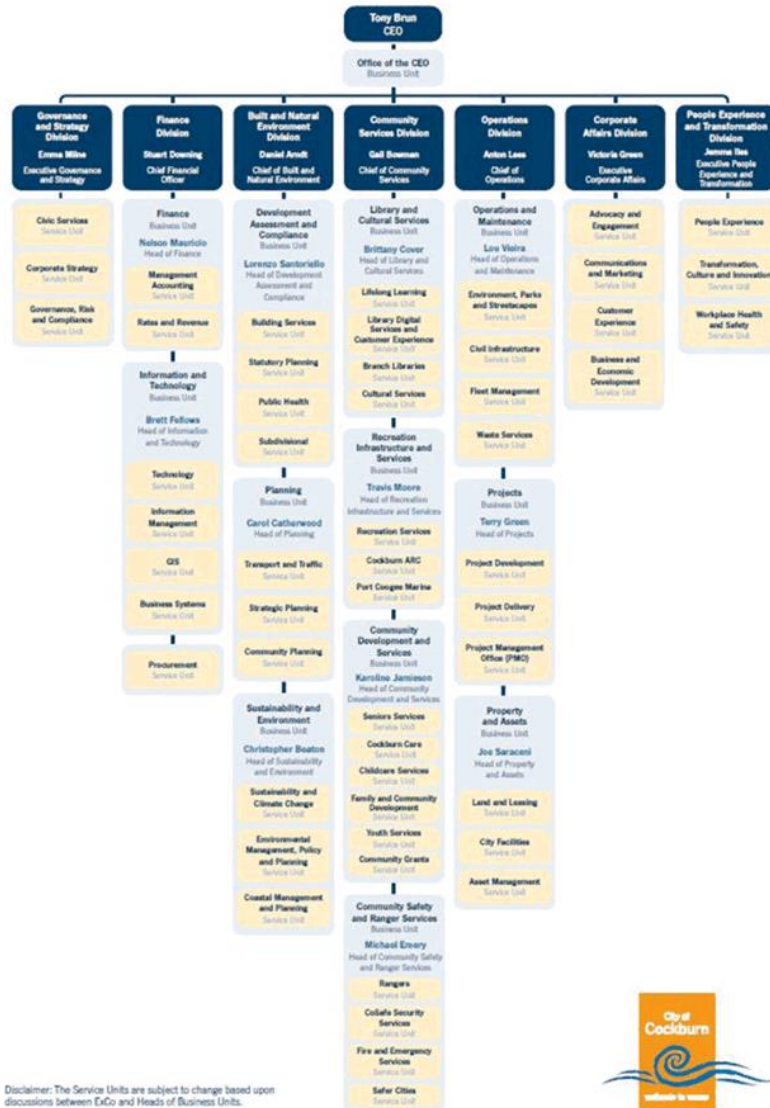 Tony Brun
CEO
Office of the CEO
Business Unit
Governance
and Strategy
Division
Emma Milne
Executive Governance
and Strategy
Civic Services
Service Unit
Corporate Strategy
Service Unit
Governance, Risk
and Compliance
Service Unit
Finance
Division
Stuart Downing
Chief Financial
Officer
Finance
Business Unit
Nelson Mauricio
Head of Finance
Management
Accounting
Service Unit
Rates and Revenue
Service Unit
Information and
Technology
Business Unit
Brett Fellows
Head of Information
and Technology
Technology
Service Unit
Information
Management
Service Unit
GIS
Service Unit
Business Systems
Service Unit
Procurement
Service Unit
Built and Natural
Environment
Division
Daniel Arndt
Chief of Built and
Natural Environment
Development
Assessment and
Compliance
Business Unit
Lorenzo Santoriello
Head of Development
Assessment and
Compliance
Building Services
Service Unit
Statutory Planning
Service Unit
Public Health
Service Unit
Subdivisional
Service Unit
Planning
Business Unit
Carol Catherwood
Head of Planning
Transport and Traffic
Service Unit
Strategic Planning
Service Unit
Community Planning
Service Unit
Sustainability and
Environment
Business Unit
Christopher Beaton
Head of Sustainability
and Environment
Sustainability and
Climate Change
Service Unit
Environmental
Management, Policy
and Planning
Service Unit
Coastal Management
and Planning
Service Unit
Community
Services Division
Gail Bowman
Chief of Community
Services
Library and
Cultural Services
Business Unit
Brittany Cover
Head of Library and
Cultural Services
Lifelong Learning
Service Unit
Library Digital
Services and
Customer Experience
Service Unit
Branch Libraries
Service Unit
Cultural Services
Service Unit
Recreation
Infrastructure and
Services
Business Unit
Travis Moore
Head of Recreation
Infrastructure and Services
Recreation Services
Service Unit
Cockburn ARC
Service Unit
Port Coogee Marina
Service Unit
Community
Development and
Services
Business Unit
Karoline Jamieson
Head of Community
Development and Services
Seniors Services
Service Unit
Cockburn Care
Service Unit
Childcare Services
Service Unit
Family and Community
Development
Service Unit
Youth Services
Service Unit
Community Grants
Service Unit
Community Safety
and Ranger Services
Business Unit
Michael Emery
Head of Community Safety
and Ranger Services
Rangers
Service Unit
CoSafe Security
Services
Service Unit
Fire and Emergency
Services
Service Unit
Safer Cities
Service Unit
Operations
Division
Anton Lees
Chief of
Operations
Operations and
Maintenance
Business Unit
Lou Vieira
Head of Operations
and Maintenance
Environment, Parks
and Streetscapes
Service Unit
Civil Infrastructure
Service Unit
Fleet Management
Service Unit
Waste Services
Service Unit
Projects
Business Unit
Terry Green
Head of Projects
Project Development
Service Unit
Project Delivery
Service Unit
Project Management
Office (PMO)
Service Unit
Property
and Assets
Business Unit
Joe Saraceni
Head of Property
and Assets
Land and Leasing
Service Unit
City Facilities
Service Unit
Asset Management
Service Unit
Corporate
Affairs Division
Victoria Green
Executive
Corporate Affairs
Advocacy and
Engagement
Service Unit
Communications
and Marketing
Service Unit
Customer
Experience
Service Unit
Business and
Economic
Development
Service Unit
People Experience
and Transformation
Division
Jemma Iles
Executive People
Experience and
Transformation
People Experience
Service Unit
Transformation,
Culture and Innovation
Service Unit
Workplace Health
and Safety
Service Unit
Disclaimer: The Service Units are subject to change based upon
discussions between ExCo and Heads of Business Units.
City of
Cockburn